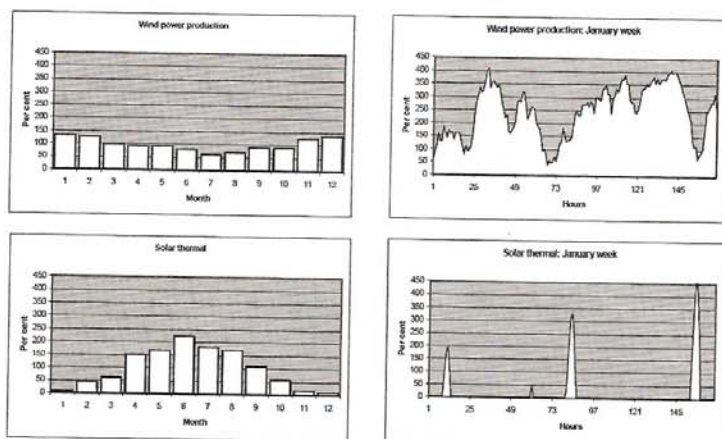 Wind power production
Per cent
450
400
350
300
250
200
150
100
50
0
1 2 3 4 5 6 7 8 9 10 11 12
Month
Wind power production: January week
Per cent
450
400
350
300
250
200
150
100
50
0
1 25 49 73 97 121 145
Hours
Solar thermal
Per cent
450
400
350
300
250
200
150
100
50
0
1 2 3 4 5 6 7 8 9 10 11 12
Month
Solar thermal: January week
Per cent
450
400
350
300
250
200
150
100
50
0
1 25 49 73 97 121 145
Hours